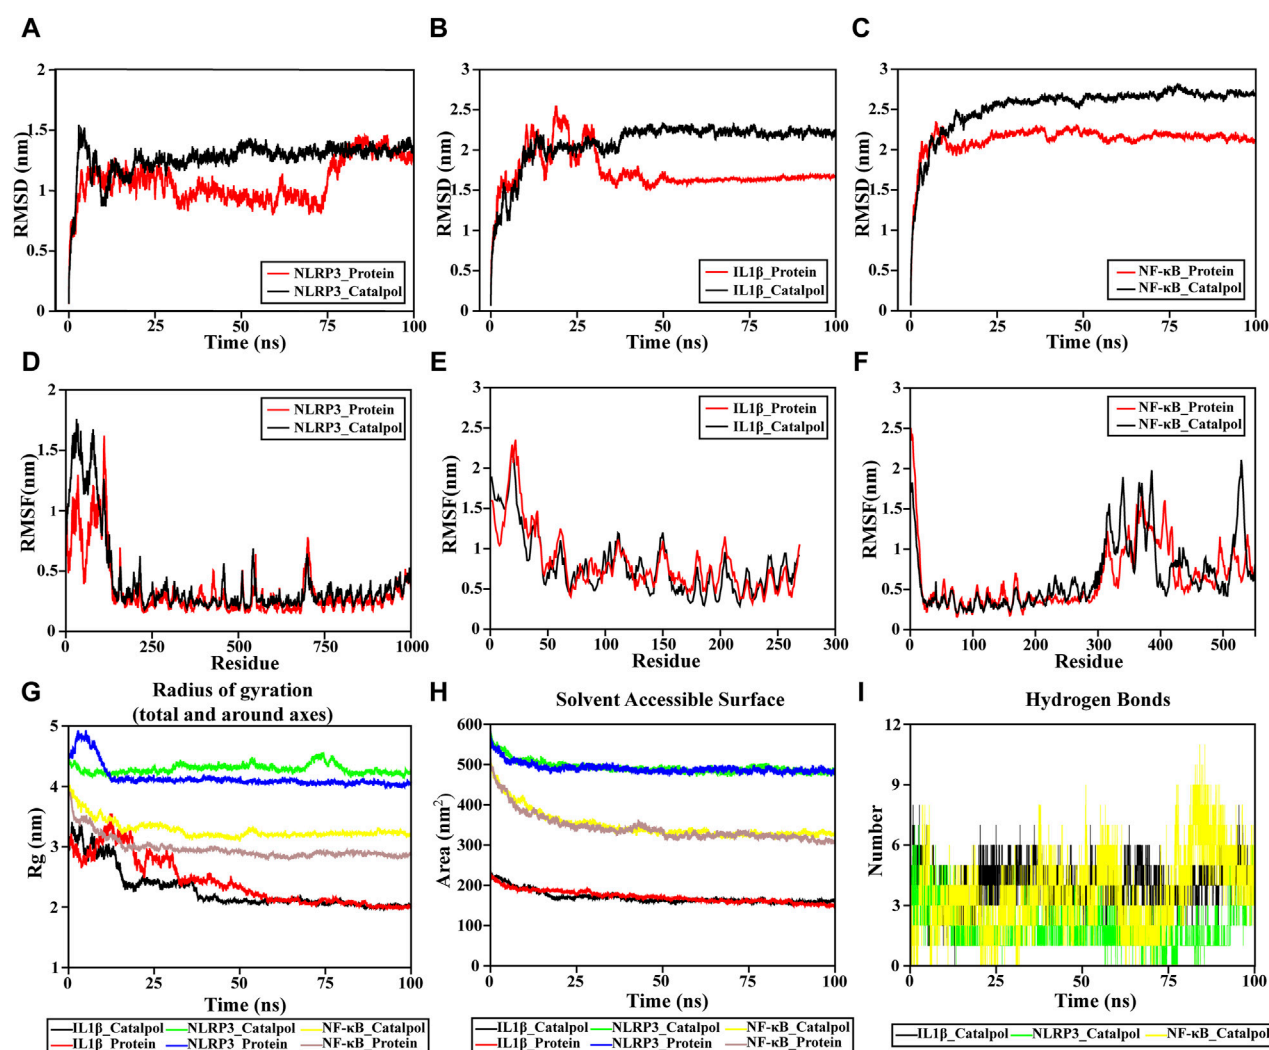 A
B
C
2
1.5
1
0.5
0
RMSD (nm)
NLRP3_Protein
NLRP3_Catalpol
0 25 50 75 100
Time (ns)
3
2.5
2
1.5
1
0.5
0
RMSD (nm)
IL1β_Protein
IL1β_Catalpol
0 25 50 75 100
Time (ns)
3
2.5
2
1.5
1
0.5
0
RMSD (nm)
NF-κB_Protein
NF-κB_Catalpol
0 25 50 75 100
Time (ns)
D
E
F
2
1.5
1
0.5
0
RMSF(nm)
NLRP3_Protein
NLRP3_Catalpol
0 250 500 750 1000
Residue
3
2.5
2
1.5
1
0.5
0
RMSF(nm)
IL1β_Protein
IL1β_Catalpol
0 50 100 150 200 250 300
Residue
3
2.5
2
1.5
1
0.5
0
RMSF(nm)
NF-κB_Protein
NF-κB_Catalpol
0 100 200 300 400 500
Residue
G
Radius of gyration
(total and around axes)
5
4
3
2
1
Rg (nm)
0 25 50 75 100
Time (ns)
IL1β_Catalpol NLRP3_Catalpol NF-κB_Catalpol
IL1β_Protein NLRP3_Protein NF-κB_Protein
H
Solvent Accessible Surface
600
500
400
300
200
100
0
Area (nm²)
0 25 50 75 100
Time (ns)
IL1β_Catalpol NLRP3_Catalpol NF-κB_Catalpol
IL1β_Protein NLRP3_Protein NF-κB_Protein
I
Hydrogen Bonds
12
9
6
3
0
Number
0 25 50 75 100
Time (ns)
IL1β_Catalpol NLRP3_Catalpol NF-κB_Catalpol